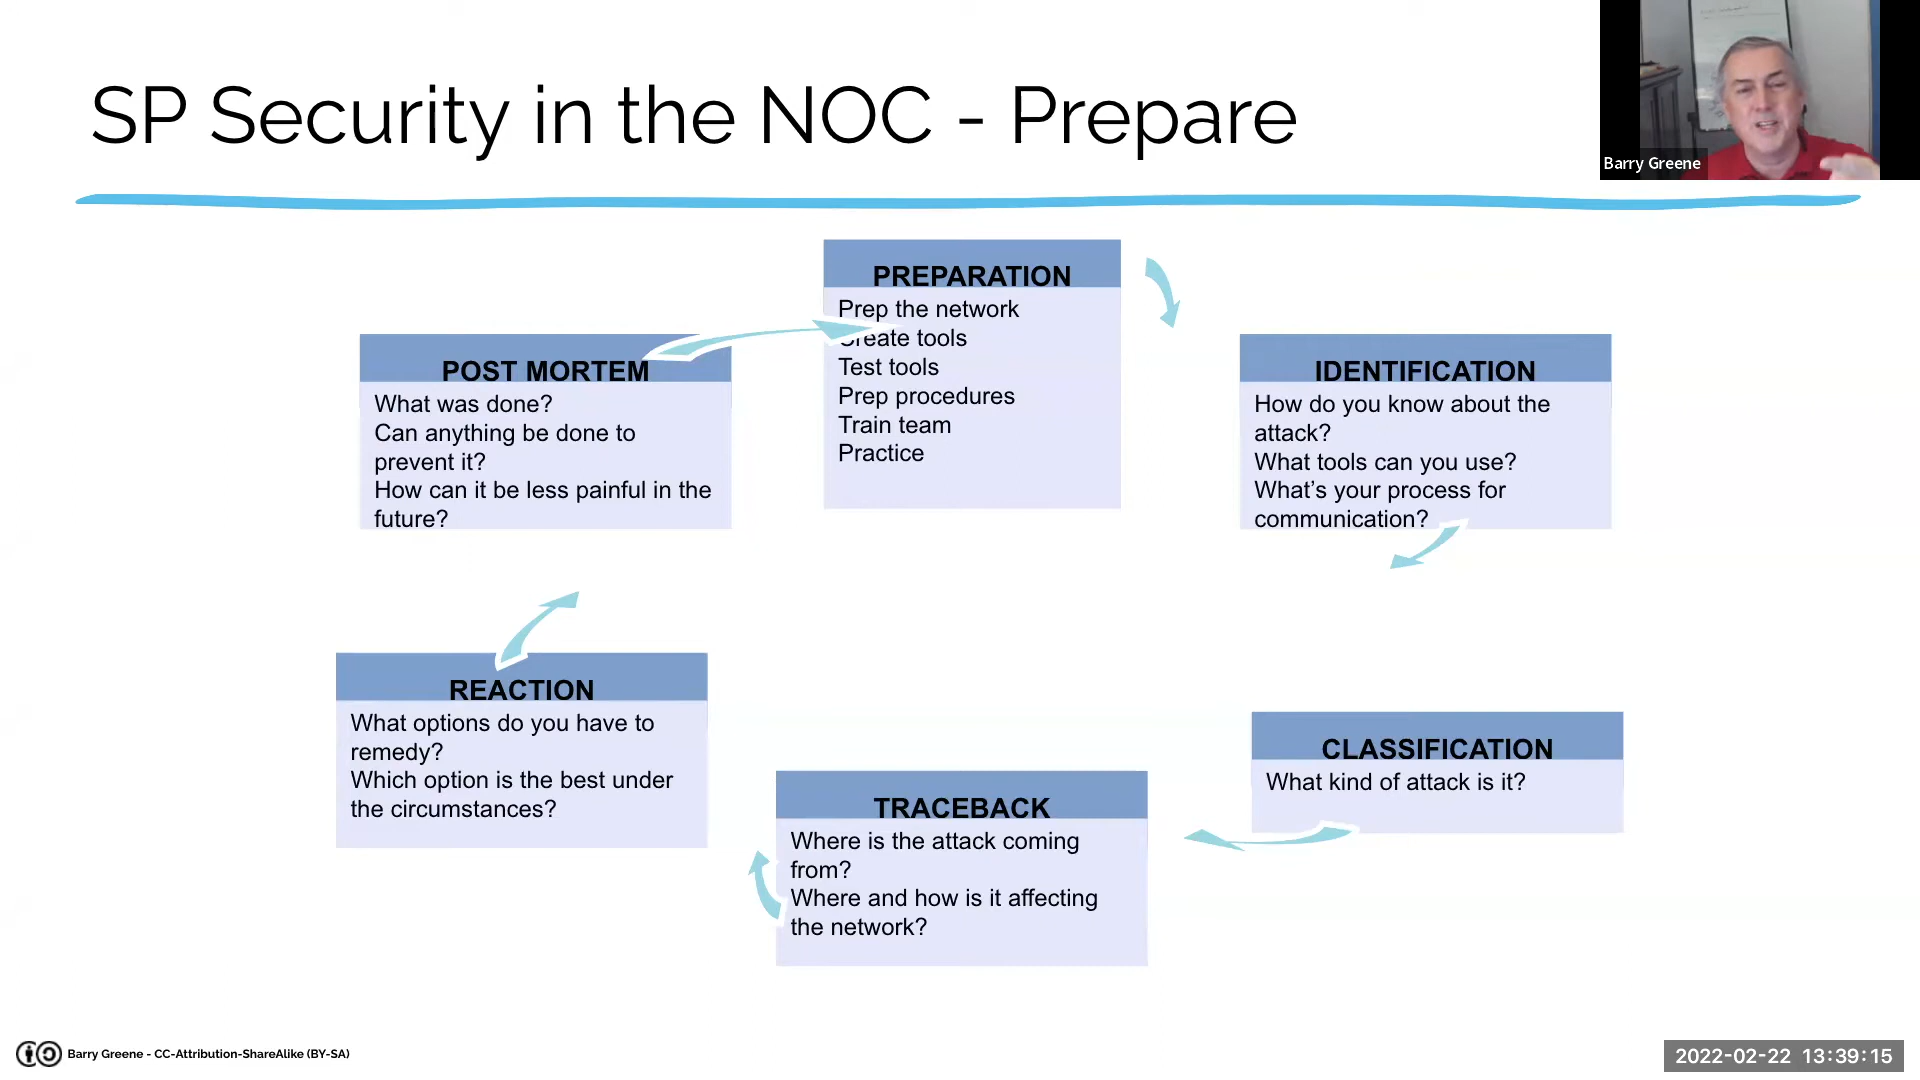 SP Security in the NOC - Prepare
Barry Greene
PREPARATION
Prep the network
Create tools
Test tools
Prep procedures
Train team
Practice
POST MORTEM
What was done?
Can anything be done to
prevent it?
How can it be less painful in the
future?
IDENTIFICATION
How do you know about the
attack?
What tools can you use?
What’s your process for
communication?
REACTION
What options do you have to
remedy?
Which option is the best under
the circumstances?
TRACEBACK
Where is the attack coming
from?
Where and how is it affecting
the network?
CLASSIFICATION
What kind of attack is it?
Barry Greene - CC-Attribution-ShareAlike (BY-SA)
2022-02-22 13:39:15